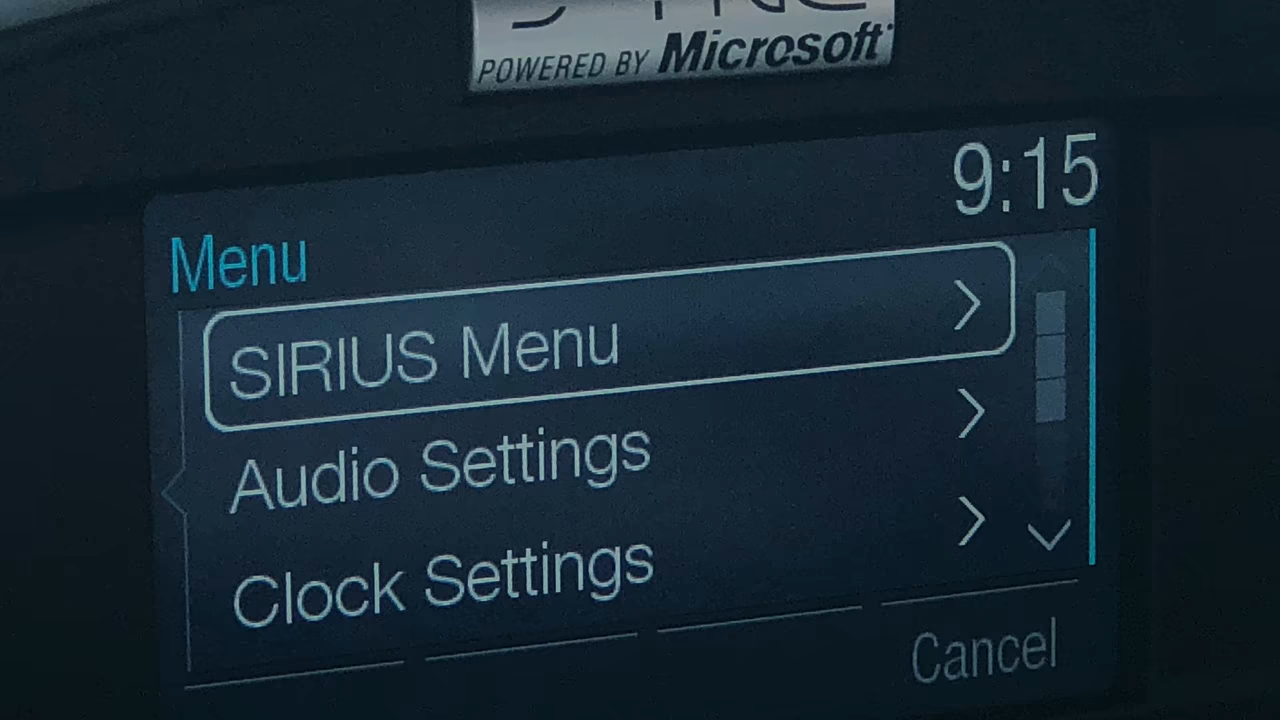 POWERED BY Microsoft
9:15
Menu
SIRIUS Menu
Audio Settings
Clock Settings
Cancel